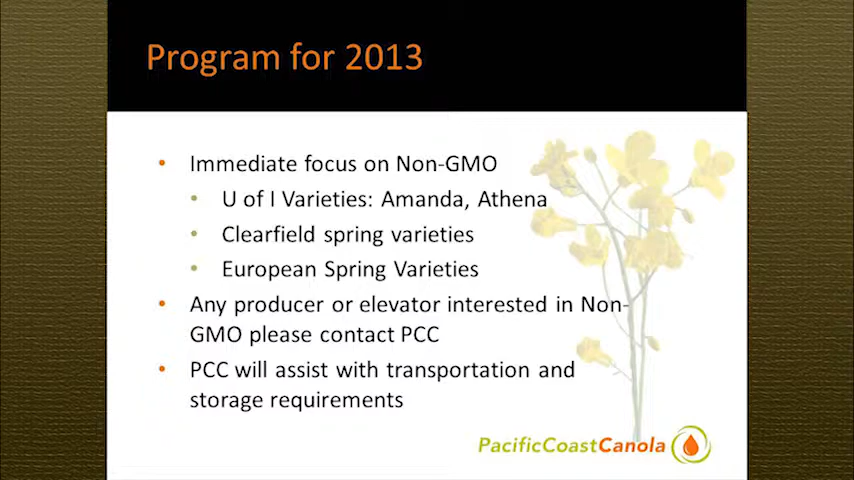 Program for 2013
• Immediate focus on Non-GMO
• U of I Varieties: Amanda, Athena
• Clearfield spring varieties
• European Spring Varieties
• Any producer or elevator interested in Non-
GMO please contact PCC
• PCC will assist with transportation and
storage requirements
PacificCoastCanola